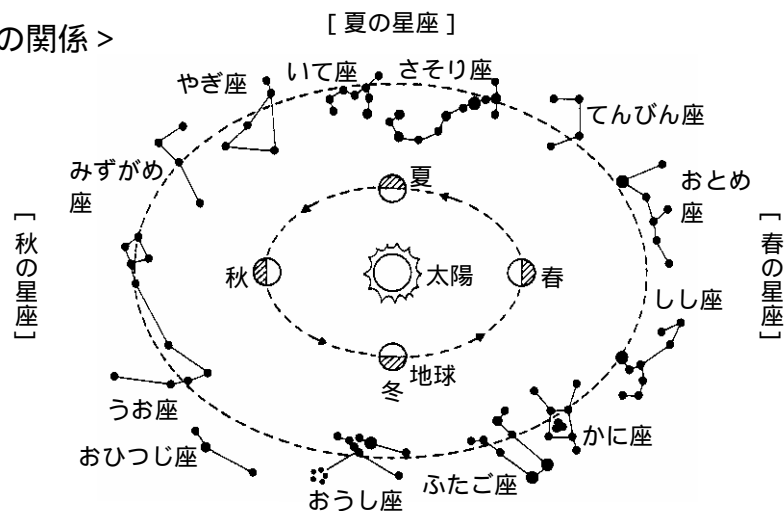 の関係 >
[ 夏の星座 ]
やぎ座
いて座
さそり座
てんびん座
みずがめ
座
おとめ
座
夏
[ 秋の星座 ]
秋
太陽
春
[ 春の星座 ]
しし座
地球
冬
うお座
かに座
おひつじ座
おうし座
ふたご座